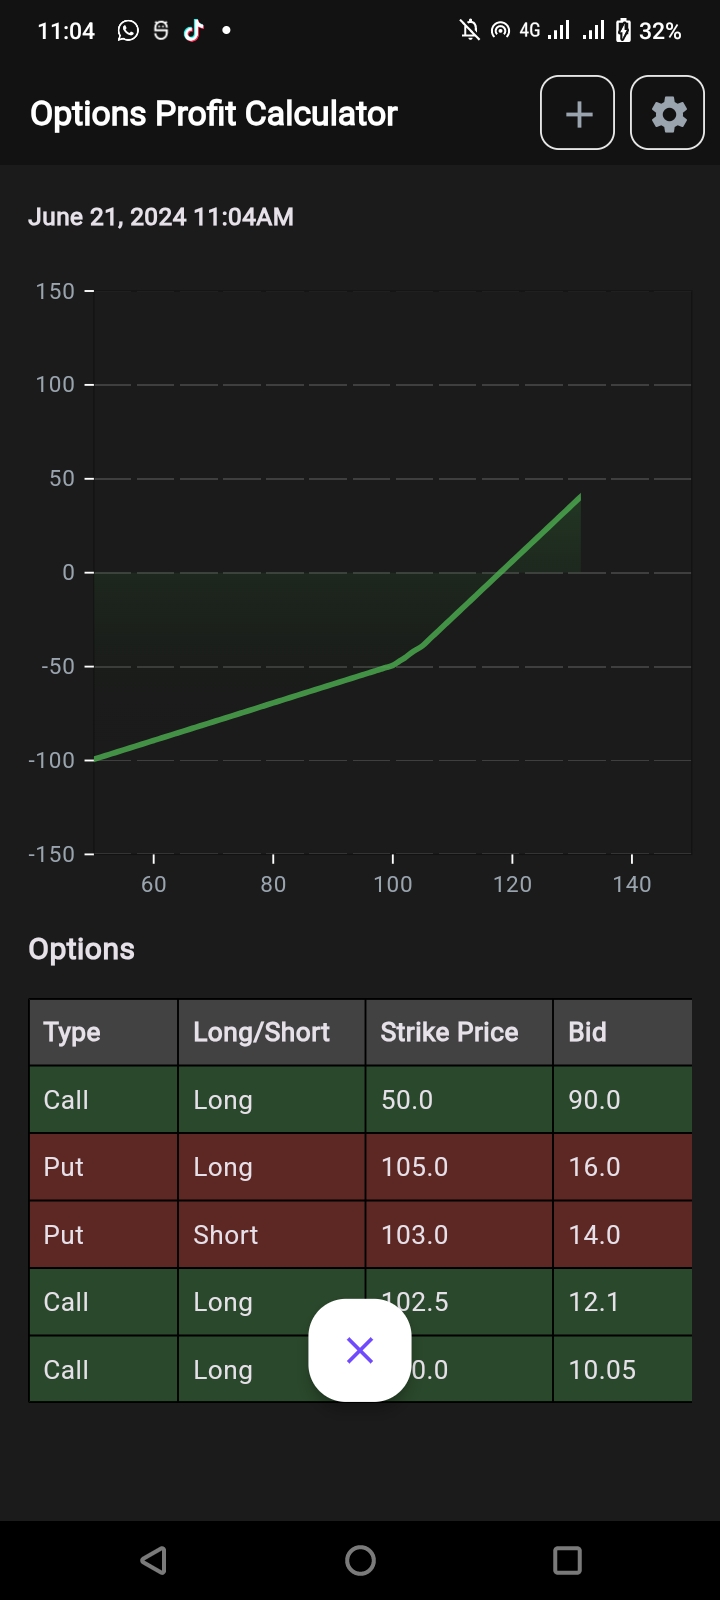 11:04 4G 32%
Options Profit Calculator
June 21, 2024 11:04AM
150
100
50
0
-50
-100
-150
60 80 100 120 140
Options
Type Long/Short Strike Price Bid
Call Long 50.0 90.0
Put Long 105.0 16.0
Put Short 103.0 14.0
Call Long 102.5 12.1
Call Long 10.05